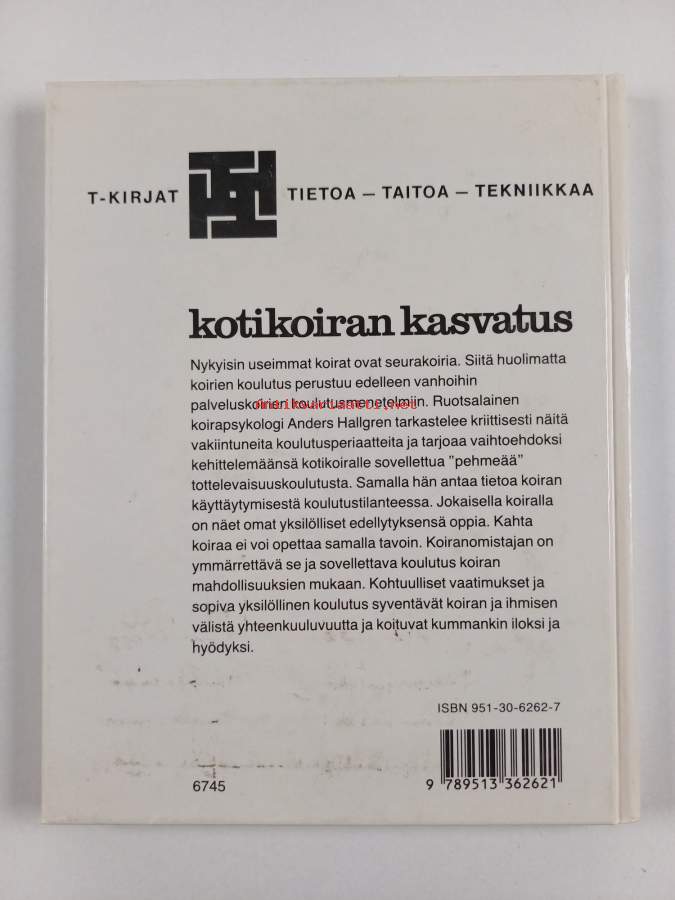 T-KIRJAT TIETOA – TAITOA – TEKNIIKKAA
kotikoiran kasvatus
Nykyisin useimmat koirat ovat seurakoiria. Siitä huolimatta
koirien koulutus perustuu edelleen vanhoihin
palveluskoirien koulutusmenetelmiin. Ruotsalainen
Antikvariaatti.net
koirapsykologi Anders Hallgren tarkastelee kriittisesti näitä
vakiintuneita koulutusperiaatteita ja tarjoaa vaihtoehdoksi
kehittelemäänsä kotikoiralle sovellettua ”pehmeää”
tottelevaisuuskoulutusta. Samalla hän antaa tietoa koiran
käyttäytymisestä koulutustilanteessa. Jokaisella koiralla
on näet omat yksilölliset edellytyksensä oppia. Kahta
koiraa ei voi opettaa samalla tavoin. Koiranomistajan on
ymmärrettävä se ja sovellettava koulutus koiran
mahdollisuuksien mukaan. Kohtuulliset vaatimukset ja
sopiva yksilöllinen koulutus syventävät koiran ja ihmisen
välistä yhteenkuuluvuutta ja koituvat kummankin iloksi ja
hyödyksi.
ISBN 951-30-6262-7
6745
9 789513 362621